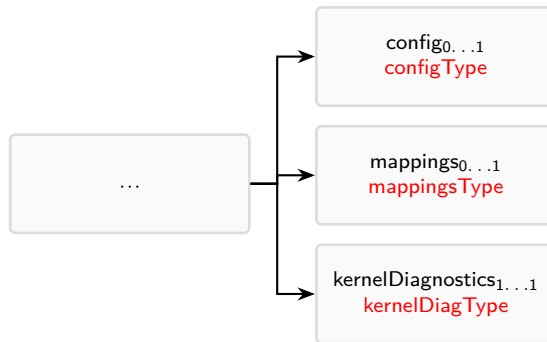 config0...1
configType
...
mappings0...1
mappingsType
kernelDiagnostics1...1
kernelDiagType